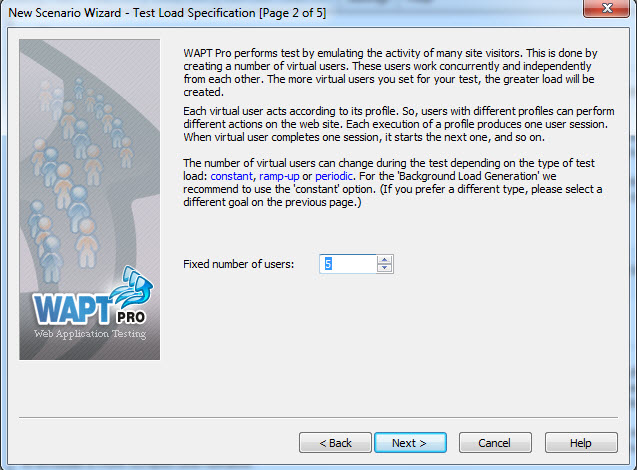 New Scenario Wizard - Test Load Specification [Page 2 of 5]
WAPT Pro performs test by emulating the activity of many site visitors. This is done by
creating a number of virtual users. These users work concurrently and independently
from each other. The more virtual users you set for your test, the greater load will be
created.
Each virtual user acts according to its profile. So, users with different profiles can perform
different actions on the web site. Each execution of a profile produces one user session.
When virtual user completes one session, it starts the next one, and so on.
The number of virtual users can change during the test depending on the type of test
load: constant, ramp-up or periodic. For the 'Background Load Generation' we
recommend to use the 'constant' option. (If you prefer a different type, please select a
different goal on the previous page.)
Fixed number of users: 5
WAPT PRO
Web Application Testing
< Back Next > Cancel Help